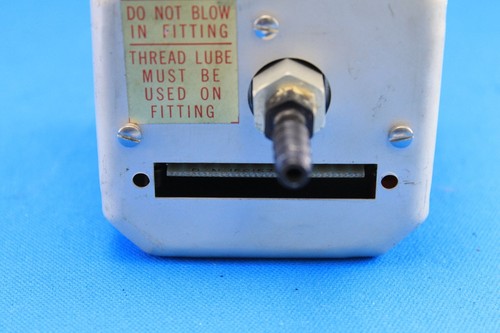 DO NOT BLOW
IN FITTING
THREAD LUBE
MUST BE
USED ON
FITTING